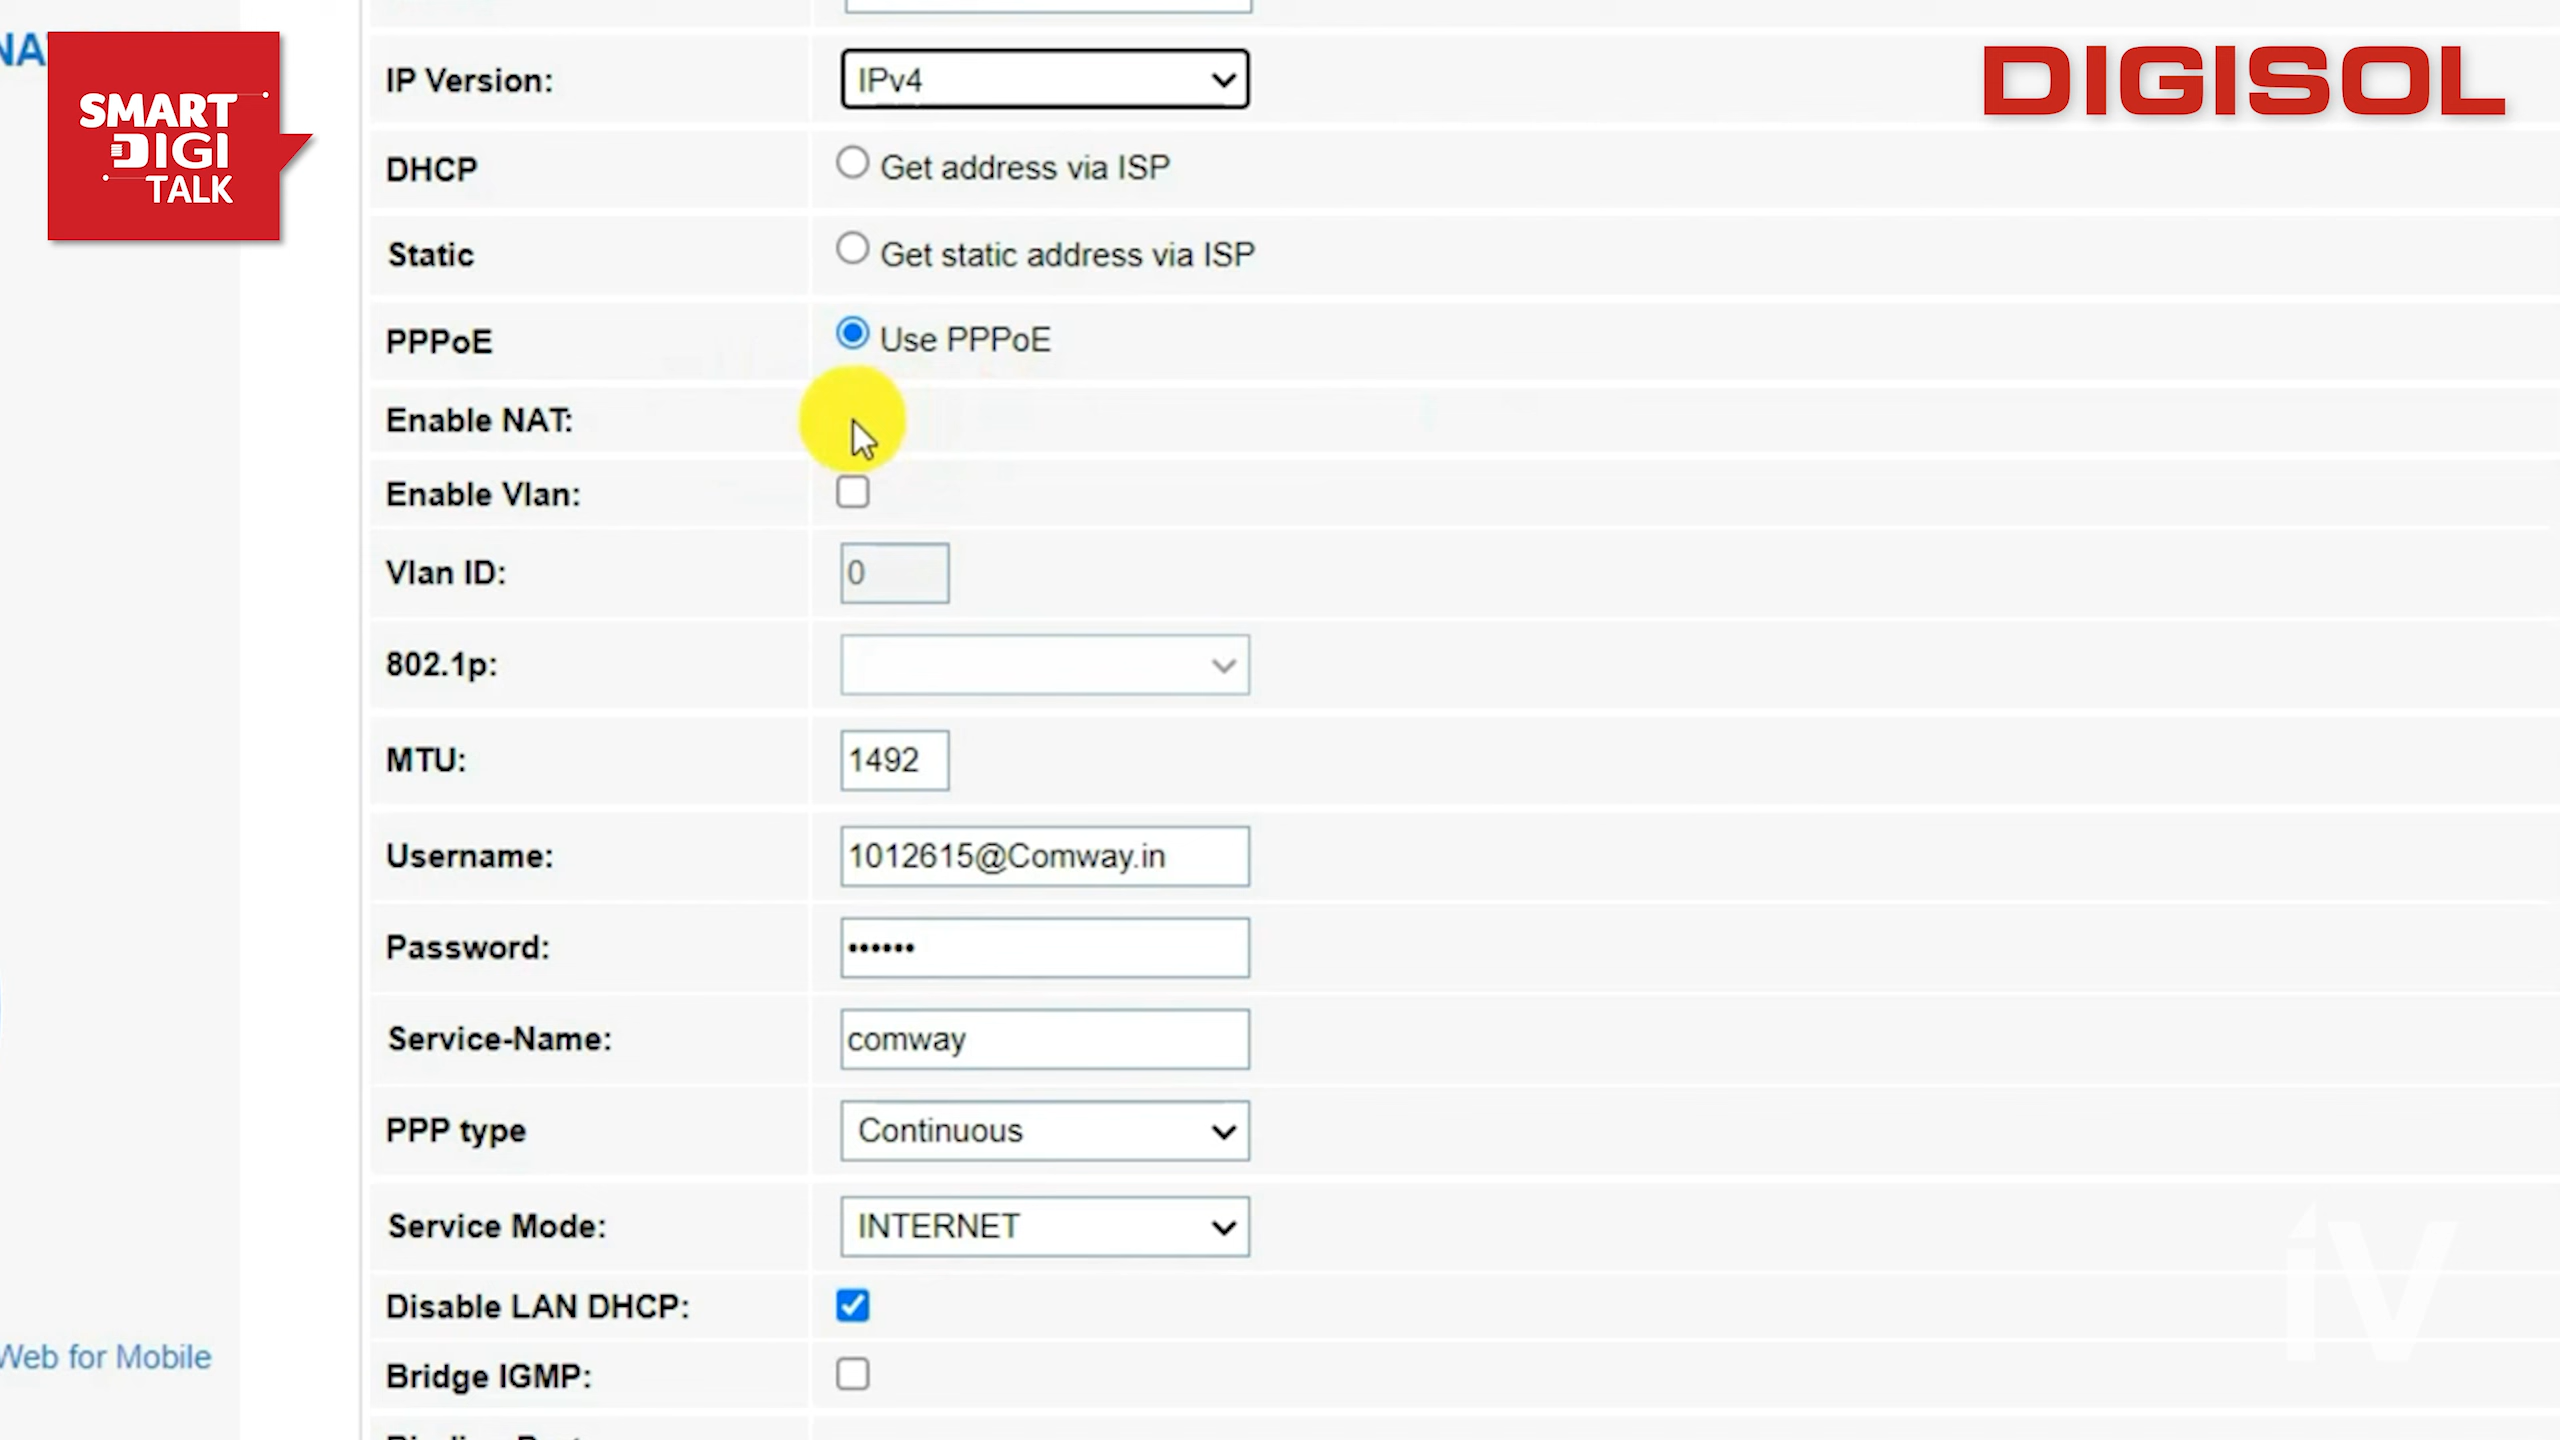 NA
SMART
DIGI
TALK
DIGISOL
IP Version: IPv4
DHCP Get address via ISP
Static Get static address via ISP
PPPoE Use PPPoE
Enable NAT:
Enable Vlan:
Vlan ID: 0
802.1p:
MTU: 1492
Username: 1012615@Comway.in
Password: ••••••
Service-Name: comway
PPP type Continuous
Service Mode: INTERNET
Disable LAN DHCP:
Bridge IGMP:
Web for Mobile
iV